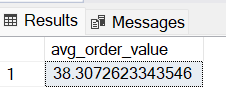 Results Messages
avg_order_value
1 38.3072623343546